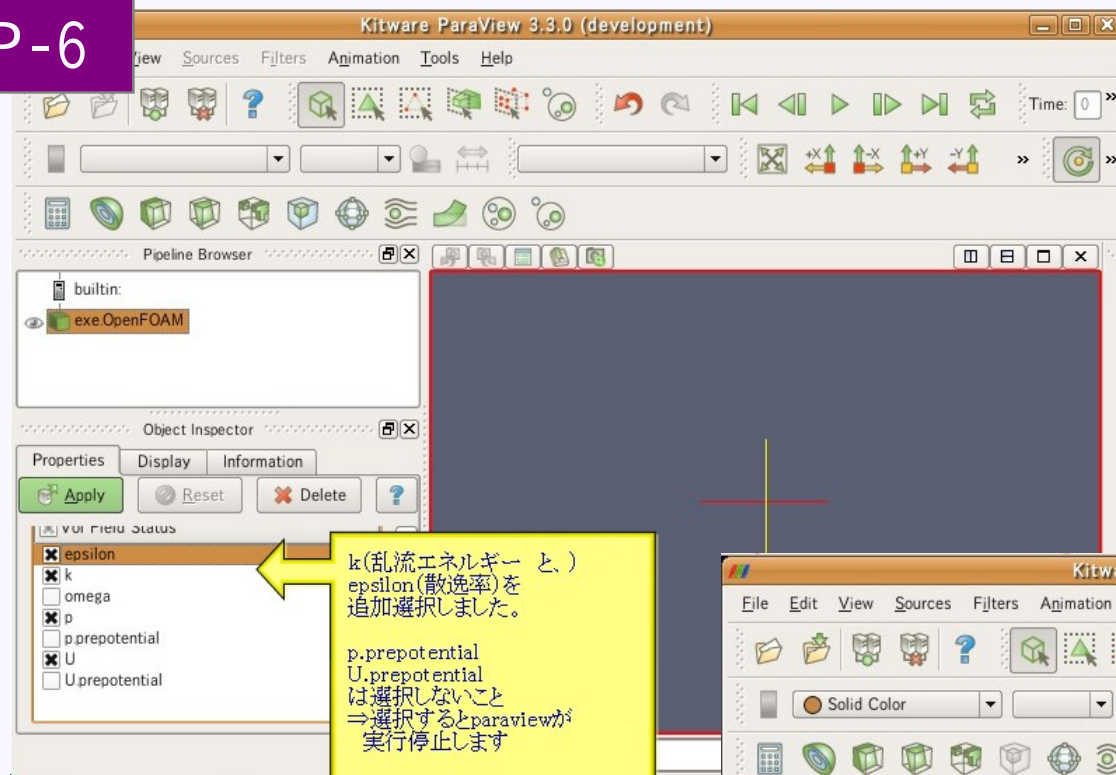 P-6
Kitware ParaView 3.3.0 (development)
View Sources Filters Animation Tools Help
Time: 0 »
+X -X +Y -Y » »
Pipeline Browser
builtin:
exe.OpenFOAM
Object Inspector
Properties Display Information
Apply Reset Delete ?
Vol Field Status
epsilon
k
omega
p
p.prepotential
U
U.prepotential
k(乱流エネルギー と、)
epsilon(散逸率)を
追加選択しました。
p.prepotential
U.prepotential
は選択しないこと
⇒選択するとparaviewが
実行停止します
Kitw
File Edit View Sources Filters Animation
Solid Color